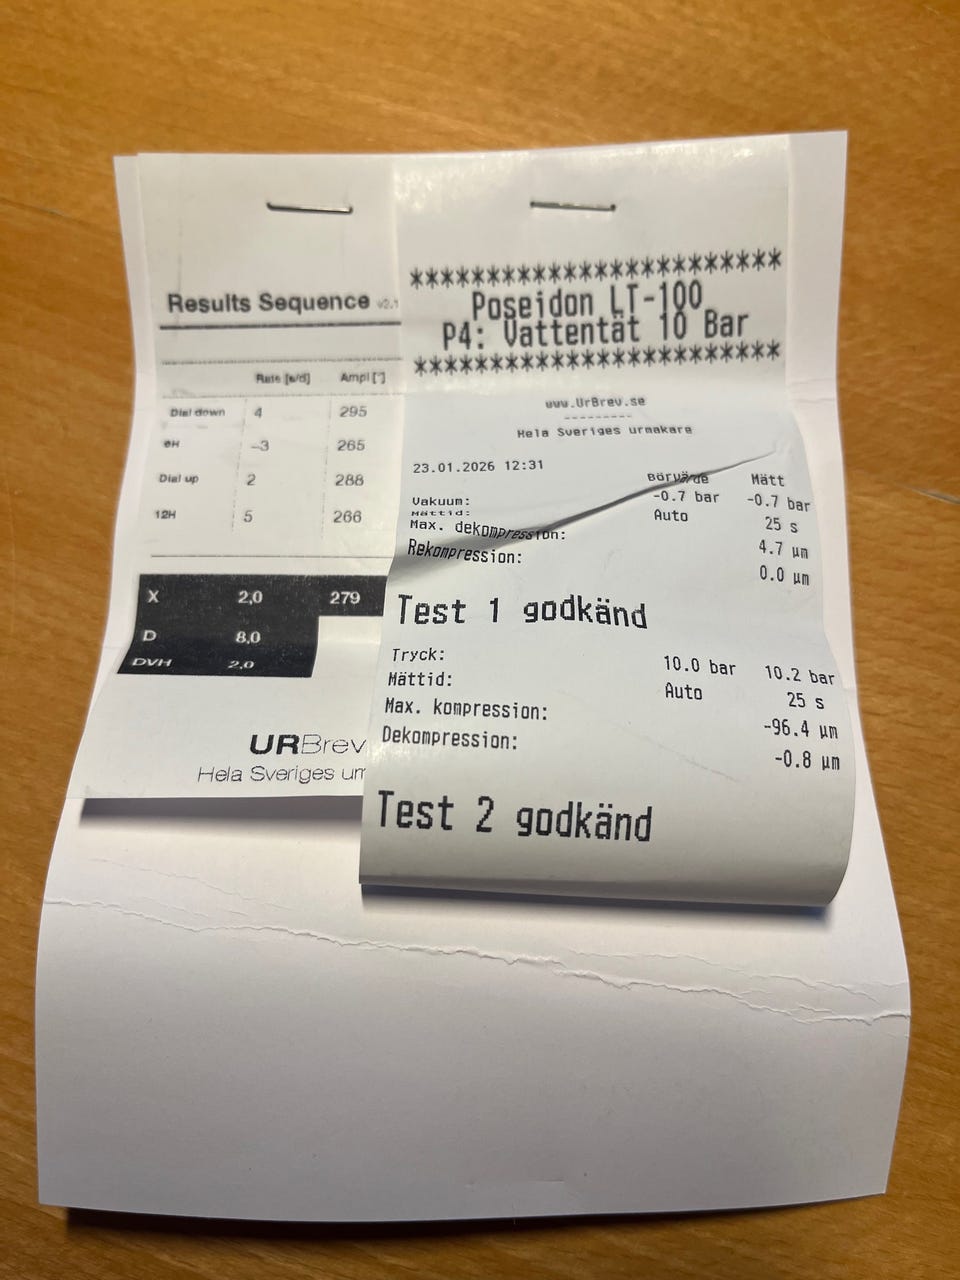 Results Sequence v2.1
Rate [s/d] Ampl [°]
Dial down 4 295
6H -3 265
Dial up 2 288
12H 5 266
X 2,0 279
D 8,0
DVH 2,0
URBrev
Hela Sveriges urm
************************
Poseidon LT-100
P4: Vattentät 10 Bar
************************
www.UrBrev.se
---------
Hela Sveriges urmakare
23.01.2026 12:31
Börvärde Mätt
Vakuum: -0.7 bar -0.7 bar
Mättid: Auto 25 s
Max. dekompression: 4.7 µm
Rekompression: 0.0 µm
Test 1 godkänd
Tryck: 10.0 bar 10.2 bar
Mättid: Auto 25 s
Max. kompression: -96.4 µm
Dekompression: -0.8 µm
Test 2 godkänd